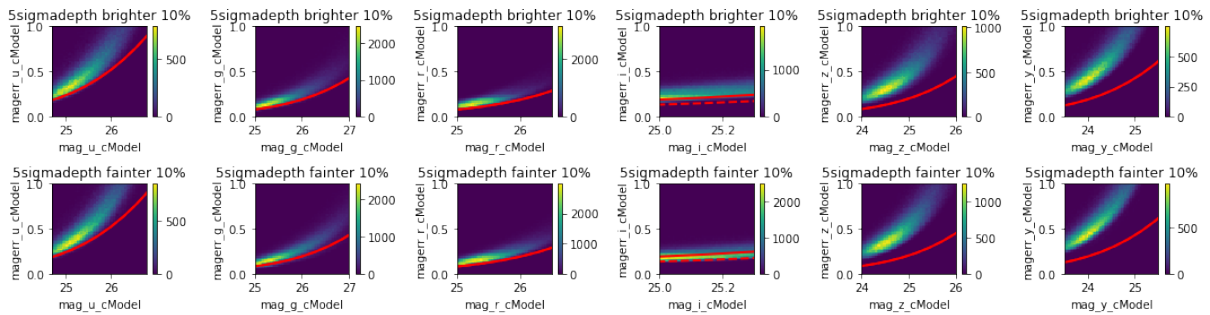 5sigmadepth brighter 10%
1.0
0.5
0.0
magerr_u_cModel
25 26
mag_u_cModel
500
0
5sigmadepth brighter 10%
1.0
0.5
0.0
magerr_g_cModel
25 26 27
mag_g_cModel
2000
1000
0
5sigmadepth brighter 10%
1.0
0.5
0.0
magerr_r_cModel
25 26
mag_r_cModel
2000
0
5sigmadepth brighter 10%
1.0
0.5
0.0
magerr_i_cModel
25.0 25.2
mag_i_cModel
1000
0
5sigmadepth brighter 10%
1.0
0.5
0.0
magerr_z_cModel
24 25 26
mag_z_cModel
1000
500
0
5sigmadepth brighter 10%
1.0
0.5
0.0
magerr_y_cModel
24 25
mag_y_cModel
750
500
250
0
5sigmadepth fainter 10%
1.0
0.5
0.0
magerr_u_cModel
25 26
mag_u_cModel
500
0
5sigmadepth fainter 10%
1.0
0.5
0.0
magerr_g_cModel
25 26 27
mag_g_cModel
2000
1000
0
5sigmadepth fainter 10%
1.0
0.5
0.0
magerr_r_cModel
25 26
mag_r_cModel
2000
1000
0
5sigmadepth fainter 10%
1.0
0.5
0.0
magerr_i_cModel
25.0 25.2
mag_i_cModel
2000
1000
0
5sigmadepth fainter 10%
1.0
0.5
0.0
magerr_z_cModel
24 25 26
mag_z_cModel
1000
500
0
5sigmadepth fainter 10%
1.0
0.5
0.0
magerr_y_cModel
24 25
mag_y_cModel
500
0